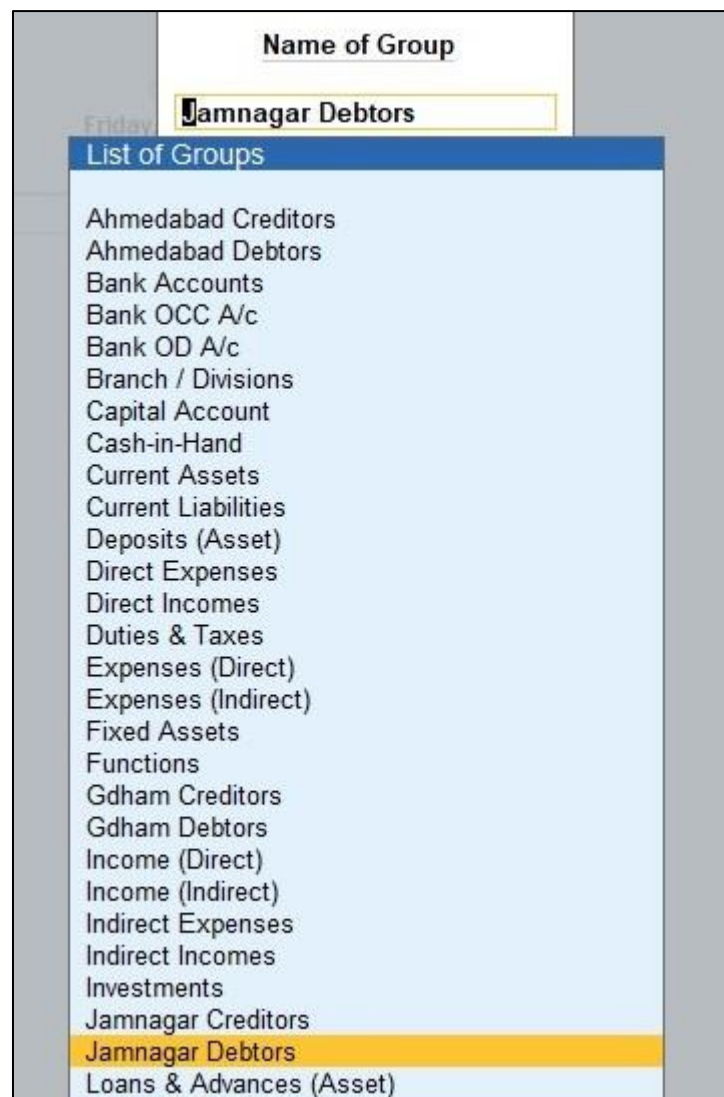 Name of Group
Jamnagar Debtors
Friday
List of Groups
Ahmedabad Creditors
Ahmedabad Debtors
Bank Accounts
Bank OCC A/c
Bank OD A/c
Branch / Divisions
Capital Account
Cash-in-Hand
Current Assets
Current Liabilities
Deposits (Asset)
Direct Expenses
Direct Incomes
Duties & Taxes
Expenses (Direct)
Expenses (Indirect)
Fixed Assets
Functions
Gdham Creditors
Gdham Debtors
Income (Direct)
Income (Indirect)
Indirect Expenses
Indirect Incomes
Investments
Jamnagar Creditors
Jamnagar Debtors
Loans & Advances (Asset)